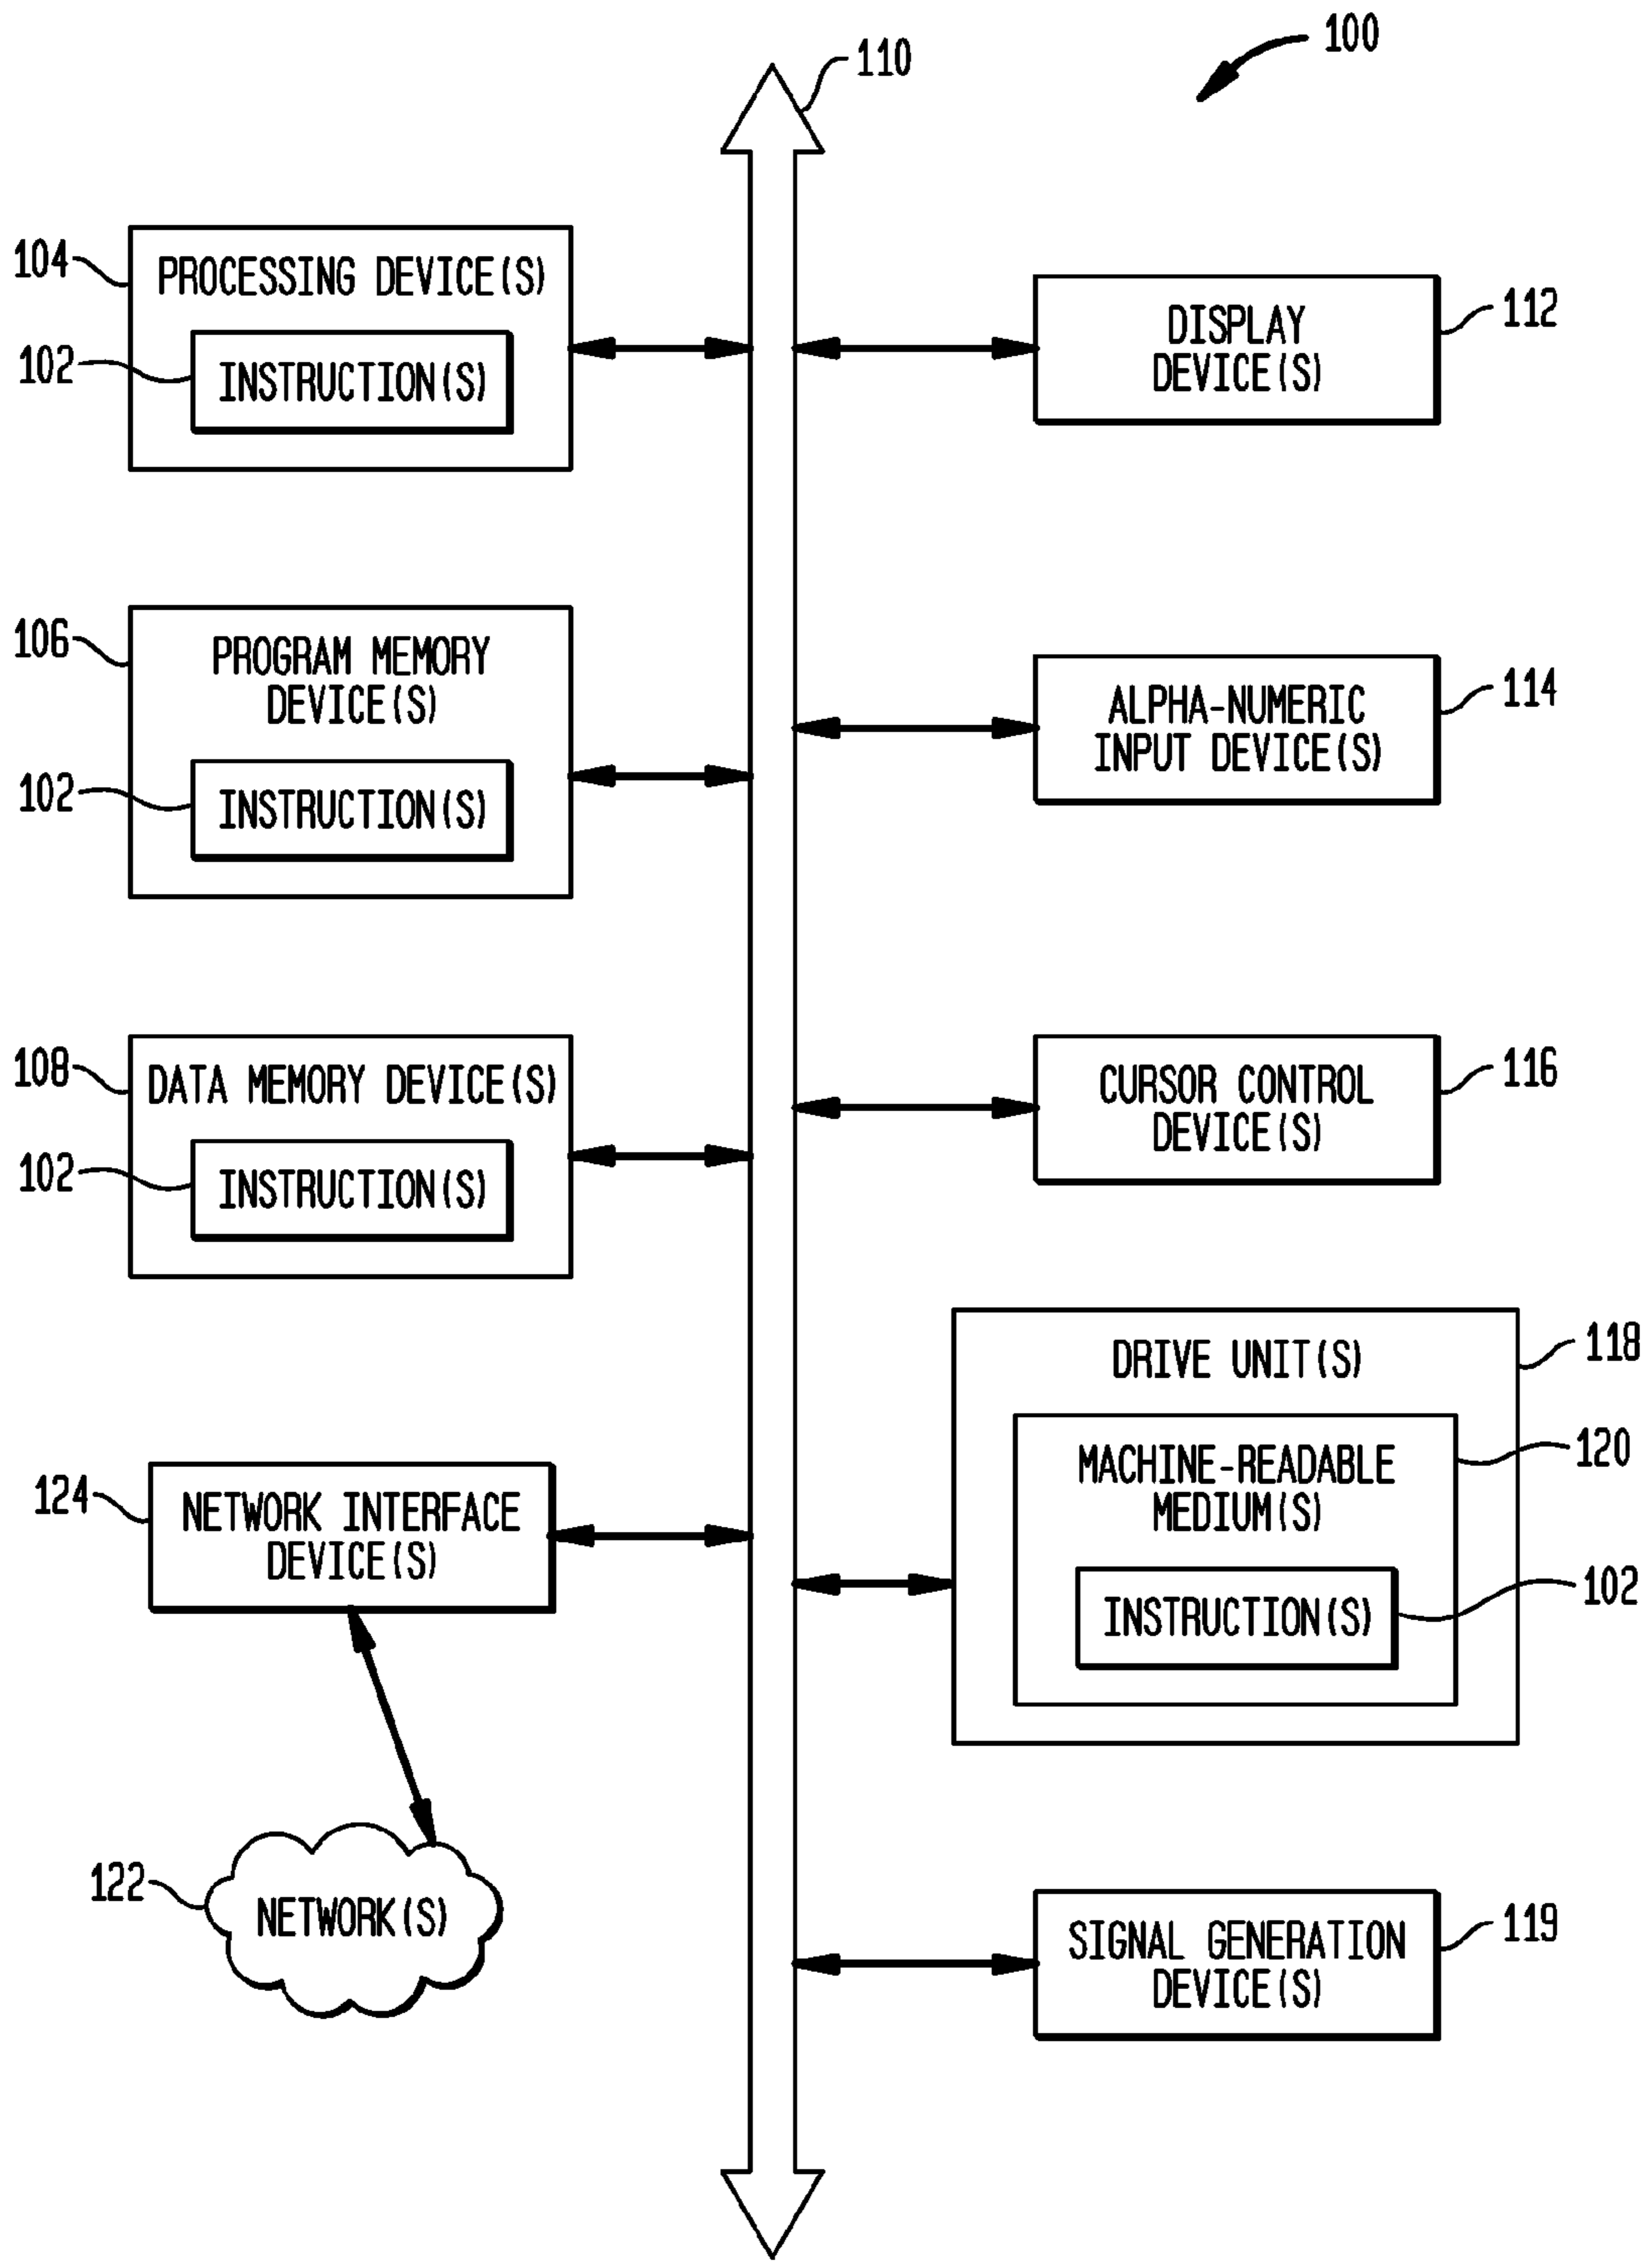 100
110
104
PROCESSING DEVICE(S)
102
INSTRUCTION(S)
112
DISPLAY
DEVICE(S)
106
PROGRAM MEMORY
DEVICE(S)
102
INSTRUCTION(S)
114
ALPHA-NUMERIC
INPUT DEVICE(S)
108
DATA MEMORY DEVICE(S)
102
INSTRUCTION(S)
116
CURSOR CONTROL
DEVICE(S)
118
DRIVE UNIT(S)
120
MACHINE-READABLE
MEDIUM(S)
102
INSTRUCTION(S)
124
NETWORK INTERFACE
DEVICE(S)
122
NETWORK(S)
119
SIGNAL GENERATION
DEVICE(S)